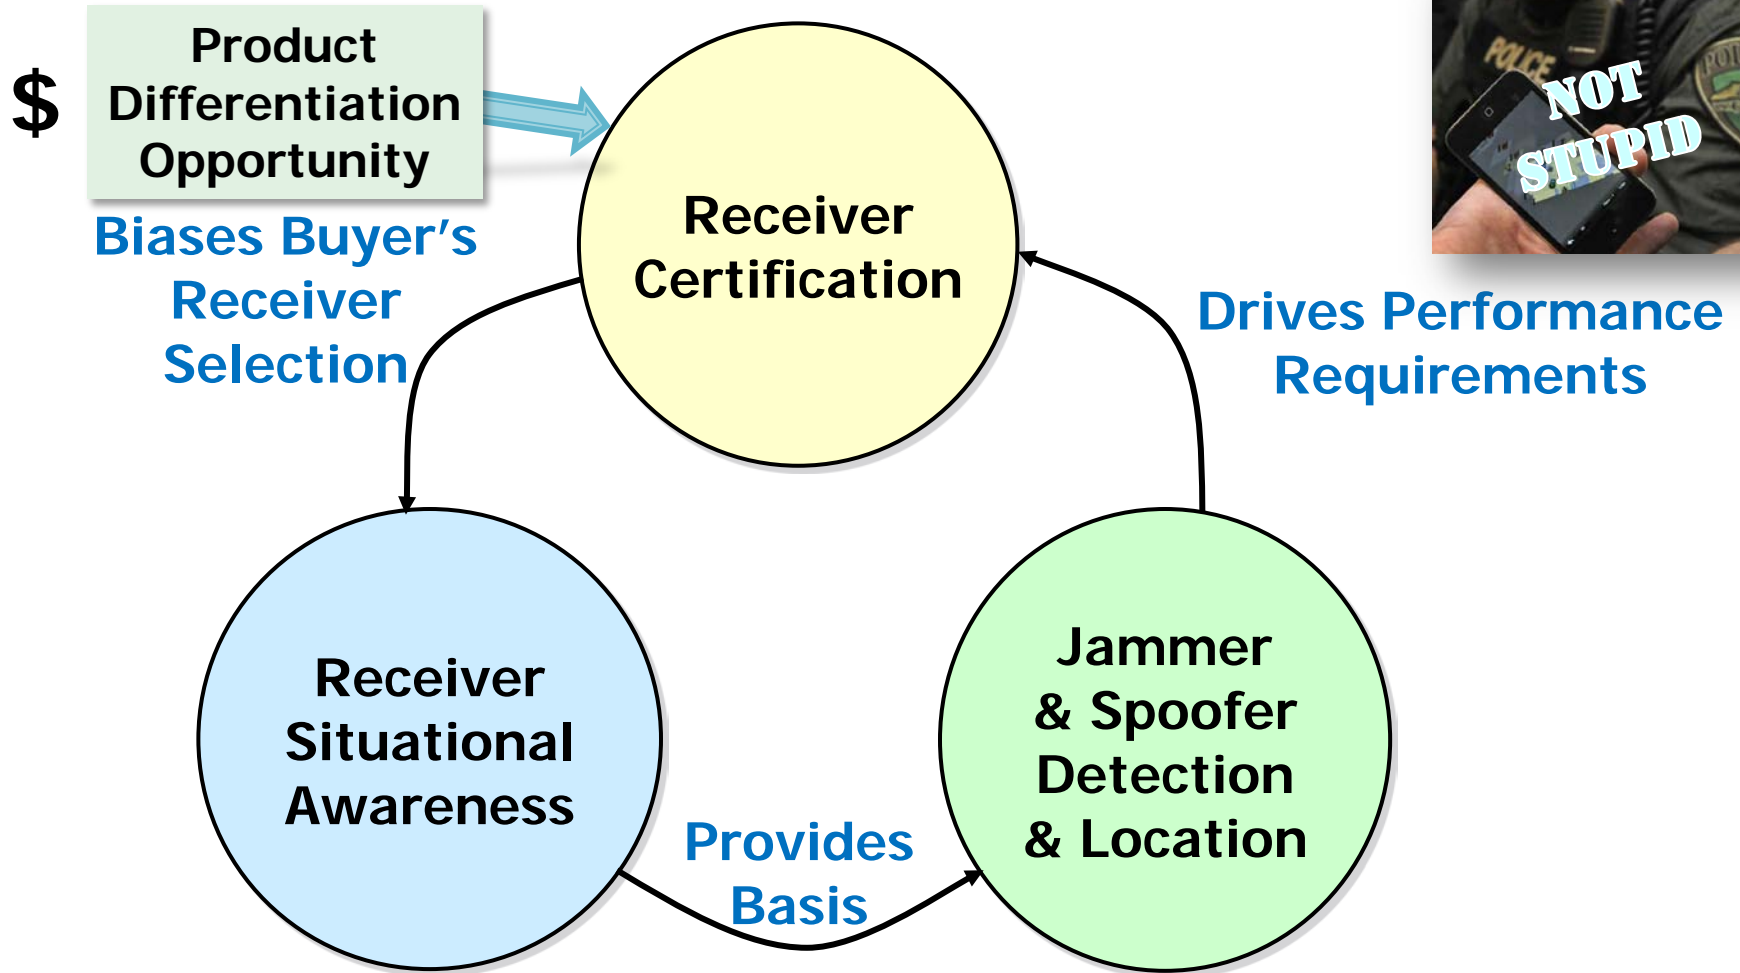 $
Product
Differentiation
Opportunity
Biases Buyer's
Receiver
Selection
Receiver
Certification
POLICE
NOT
STUPID
Drives Performance
Requirements
Receiver
Situational
Awareness
Provides
Basis
Jammer
& Spoofer
Detection
& Location